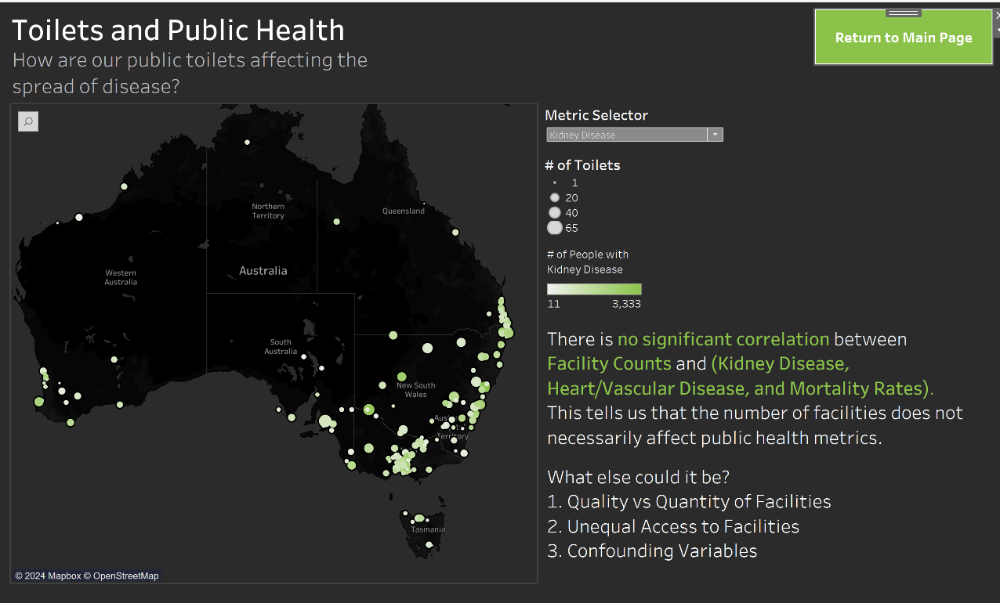 Toilets and Public Health
How are our public toilets affecting the
spread of disease?
Return to Main Page
Northern
Territory
Queensland
Western
Australia
Australia
South
Australia
New South
Wales
Territory
Tasmania
© 2024 Mapbox © OpenStreetMap
Metric Selector
Kidney Disease
# of Toilets
1
20
40
65
# of People with
Kidney Disease
11 3,333
There is no significant correlation between
Facility Counts and (Kidney Disease,
Heart/Vascular Disease, and Mortality Rates).
This tells us that the number of facilities does not
necessarily affect public health metrics.
What else could it be?
1. Quality vs Quantity of Facilities
2. Unequal Access to Facilities
3. Confounding Variables